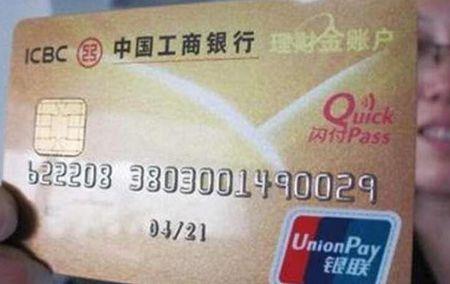 ICBC 中国工商银行 理财金账户
Quick
闪付Pass
622208 3803001490029
04/21
UnionPay
银联